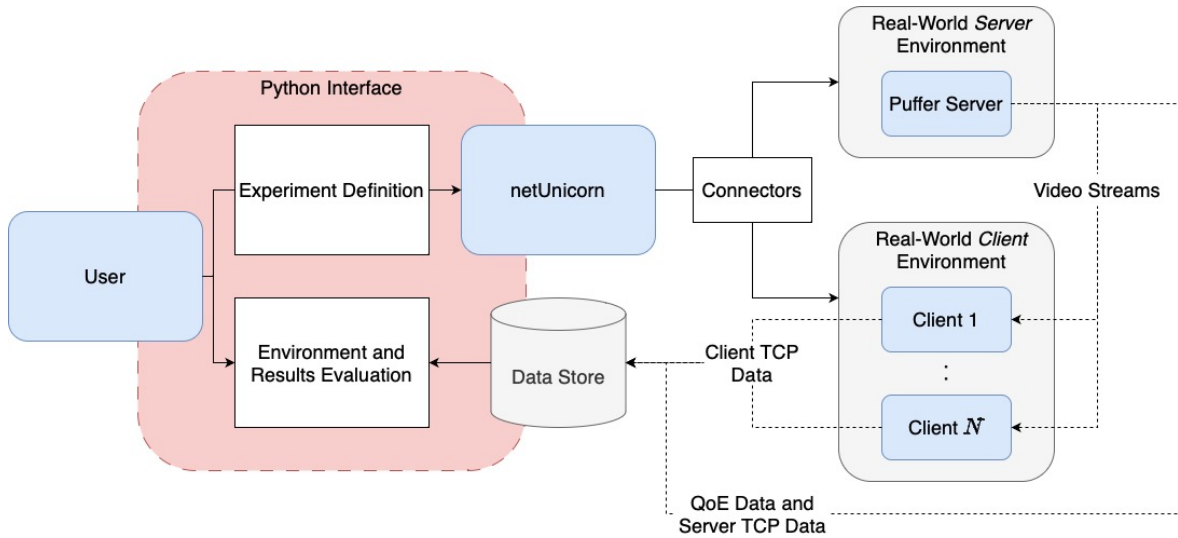 Real-World Server
Environment
Python Interface
Puffer Server
Experiment Definition
netUnicorn
Connectors
Video Streams
User
Real-World Client
Environment
Client 1
Environment and
Results Evaluation
Data Store
Client TCP
Data
:
Client N
QoE Data and
Server TCP Data